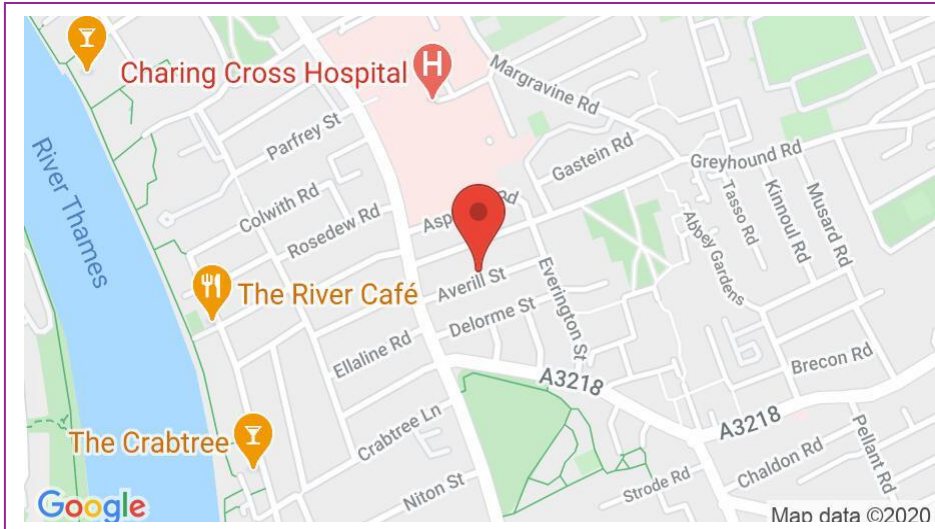 Charing Cross Hospital
H
Margravine Rd
Parfrey St
Gastein Rd
Greyhound Rd
River Thames
Colwith Rd
Rosedew Rd
Rd
Tasso Rd
Kinnoul Rd
Musard Rd
Abbey Gardens
The River Café
Averill St
Everington St
Delorme St
Ellaline Rd
Brecon Rd
A3218
A3218
The Crabtree
Crabtree Ln
Pellant Rd
Chaldon Rd
Strode Rd
Niton St
Google
Map data ©2020